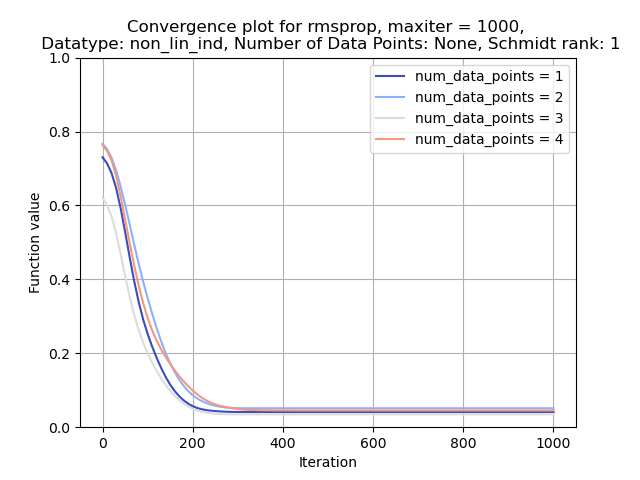 Convergence plot for rmsprop, maxiter = 1000,
Datatype: non_lin_ind, Number of Data Points: None, Schmidt rank: 1
1.0
0.8
0.6
0.4
0.2
0.0
Function value
num_data_points = 1
num_data_points = 2
num_data_points = 3
num_data_points = 4
0 200 400 600 800 1000
Iteration